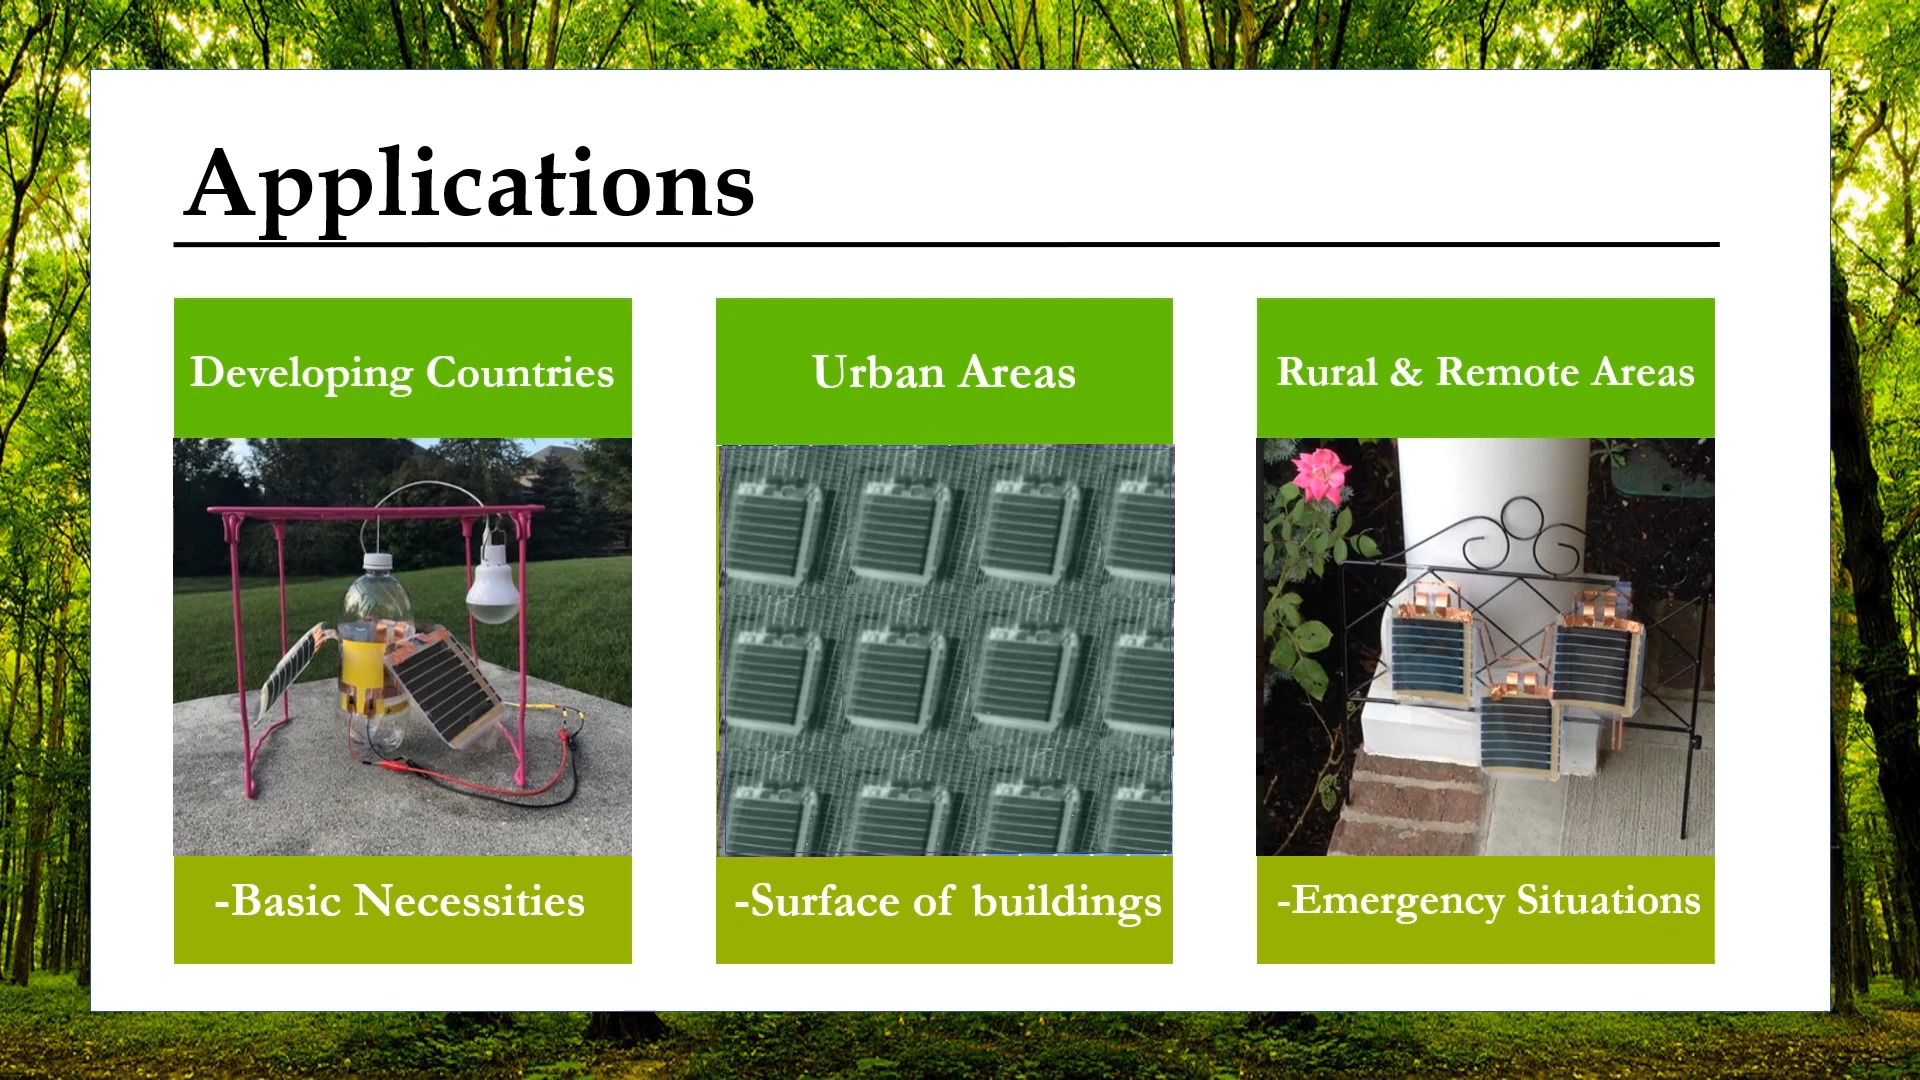 Applications
Developing Countries
Urban Areas
Rural & Remote Areas
-Basic Necessities
-Surface of buildings
-Emergency Situations